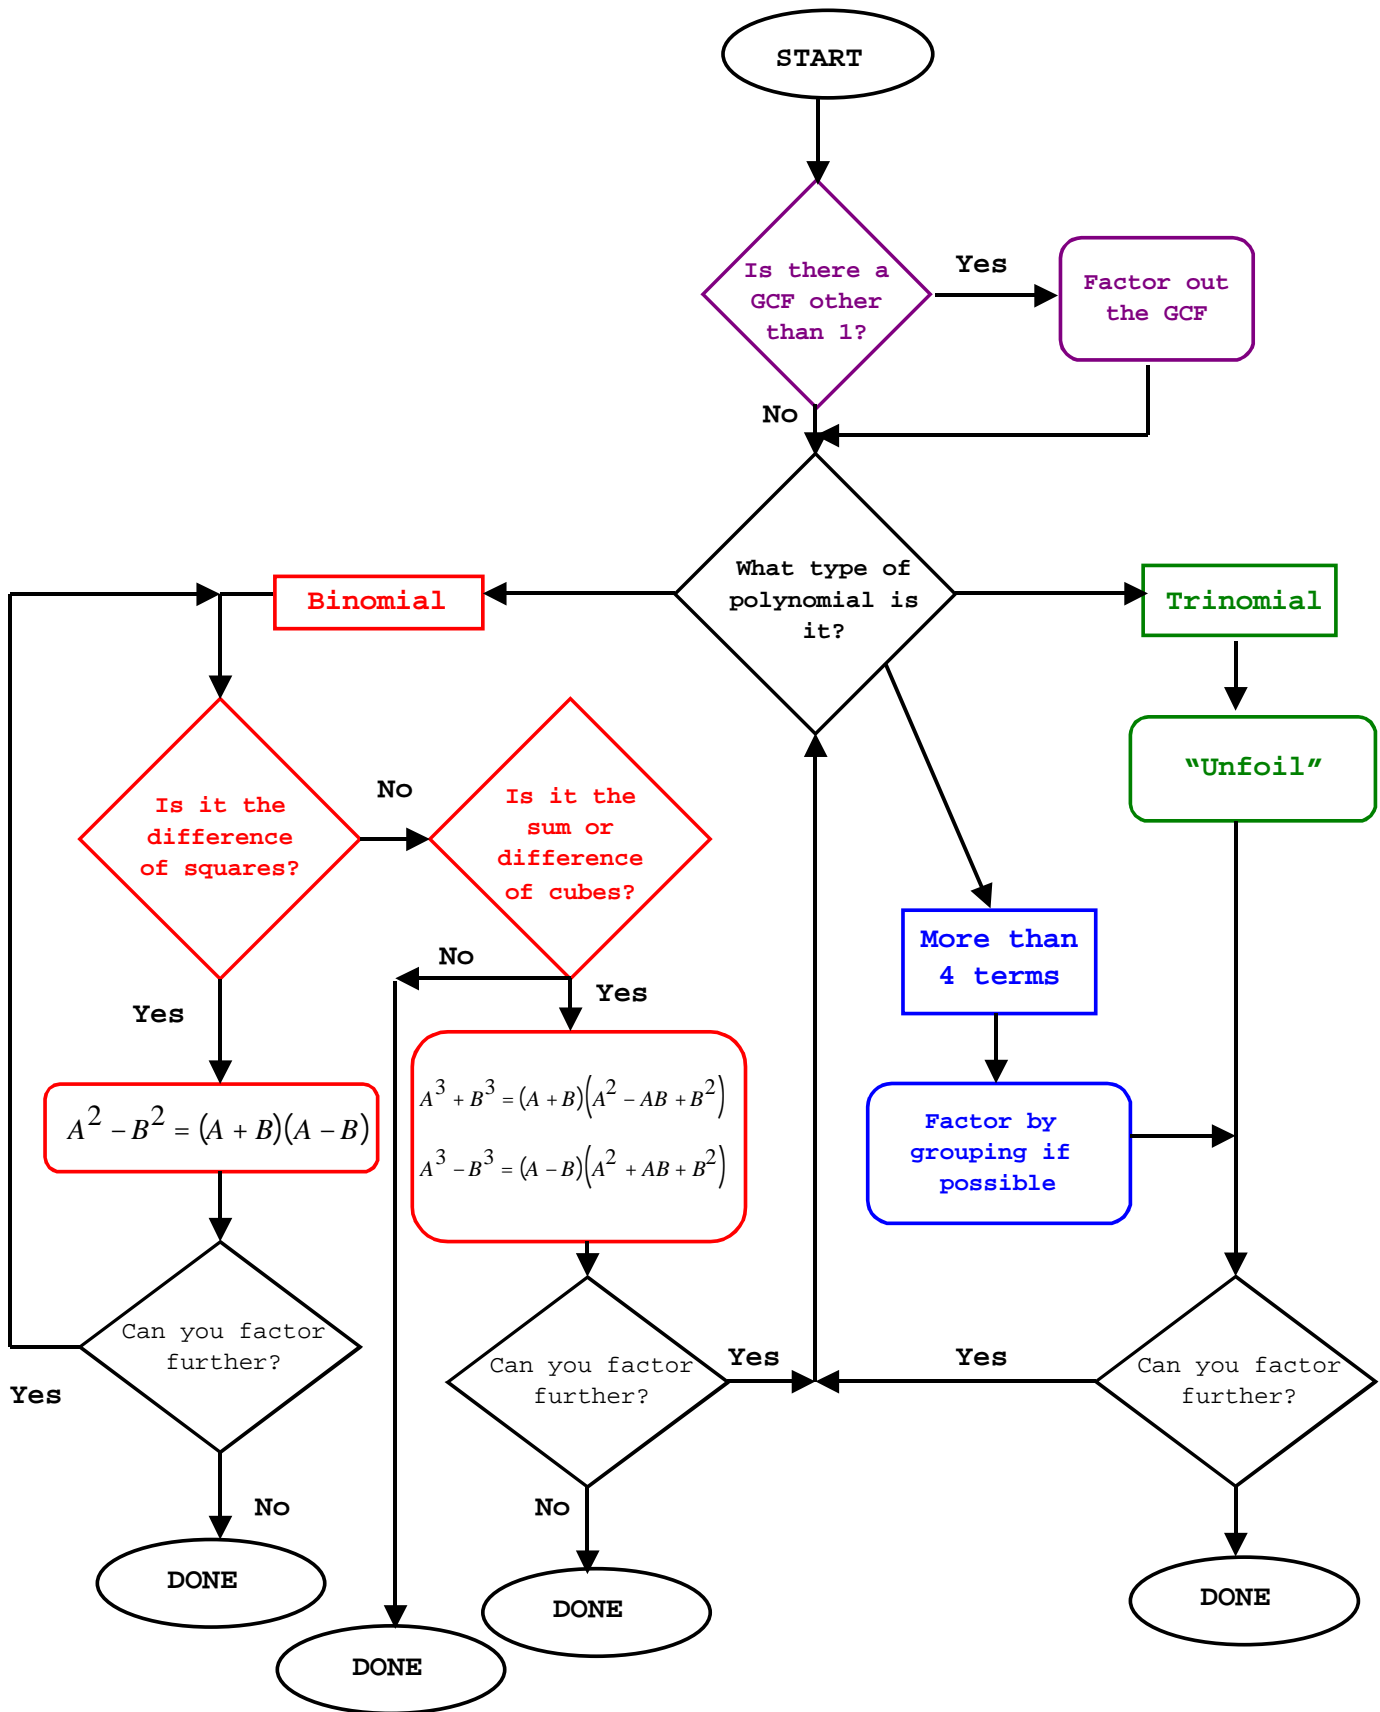 START
Is there a
GCF other
than 1?
Yes
Factor out
the GCF
No
What type of
polynomial is
it?
Binomial
Trinomial
"Unfoil"
Is it the
difference
of squares?
No
Is it the
sum or
difference
of cubes?
More than
4 terms
No
Yes
Yes
A² − B² = (A + B)(A − B)
A³ + B³ = (A + B)(A² − AB + B²)
A³ − B³ = (A − B)(A² + AB + B²)
Factor by
grouping if
possible
Can you factor
further?
Yes
Can you factor
further?
Yes
Yes
Can you factor
further?
No
No
DONE
DONE
DONE
DONE